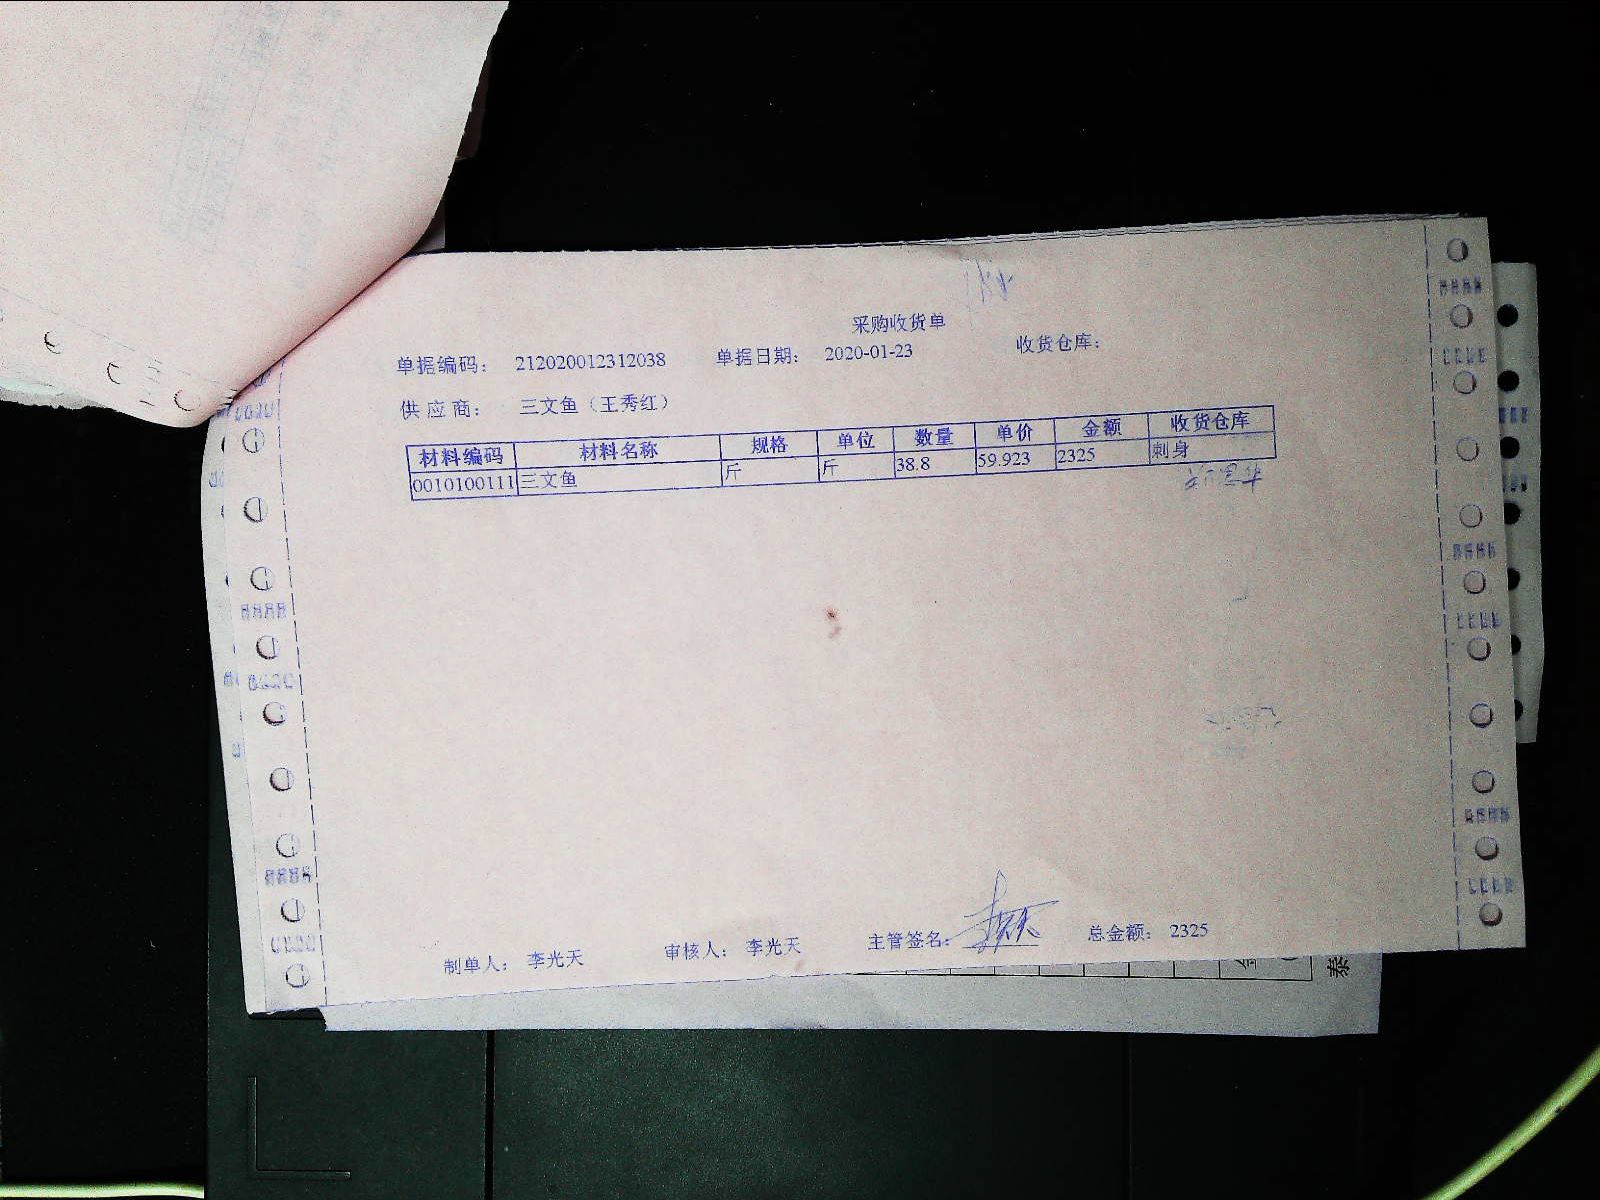 采购收货单
单据编码： 212020012312038 单据日期： 2020-01-23 收货仓库：
供应商： 三文鱼（王秀红）
材料编码 材料名称 规格 单位 数量 单价 金额 收货仓库
0010100111 三文鱼 斤 斤 38.8 59.923 2325 刺身
制单人： 李光天 审核人： 李光天 主管签名： 总金额： 2325
泰